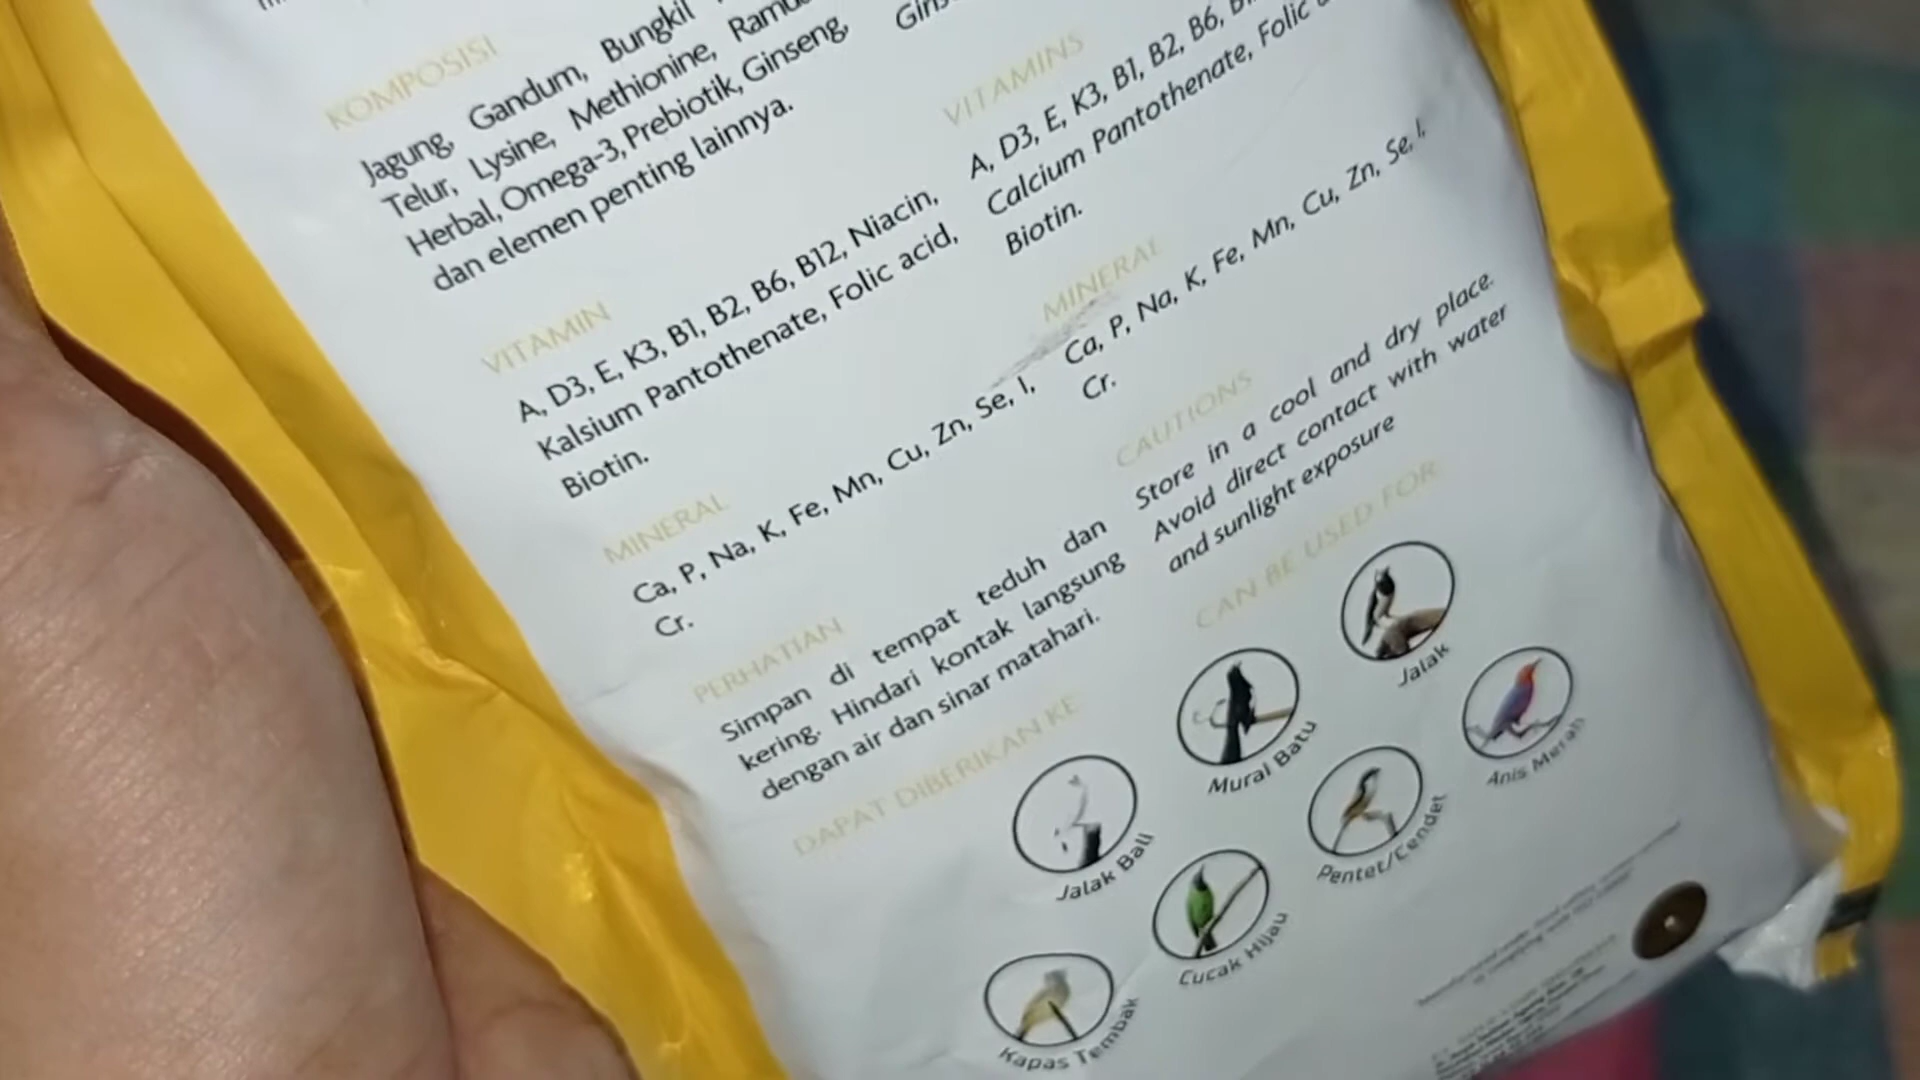 KOMPOSISI
Jagung, Gandum, Bungkil
Telur, Lysine, Methionine,
Herbal, Omega-3, Prebiotik, Ginseng,
dan elemen penting lainnya.
VITAMIN
A, D3, E, K3, B1, B2, B6, B12, Niacin,
Kalsium Pantothenate, Folic acid,
Biotin.
MINERAL
Ca, P, Na, K, Fe, Mn, Cu, Zn, Se, I,
Cr.
PERHATIAN
Simpan di tempat teduh dan
kering. Hindari kontak langsung
dengan air dan sinar matahari.
DAPAT DIBERIKAN KE
VITAMINS
A, D3, E, K3, B1, B2, B6,
Calcium Pantothenate, Folic
Biotin.
MINERAL
Ca, P, Na, K, Fe, Mn, Cu, Zn, Se, I,
Cr.
CAUTIONS
Store in a cool and dry place.
Avoid direct contact with water
and sunlight exposure
CAN BE USED FOR
Jalak Bali
Murai Batu
Jalak
Kapas Tembak
Cucak Hijau
Pentet/Cendet
Anis Merah